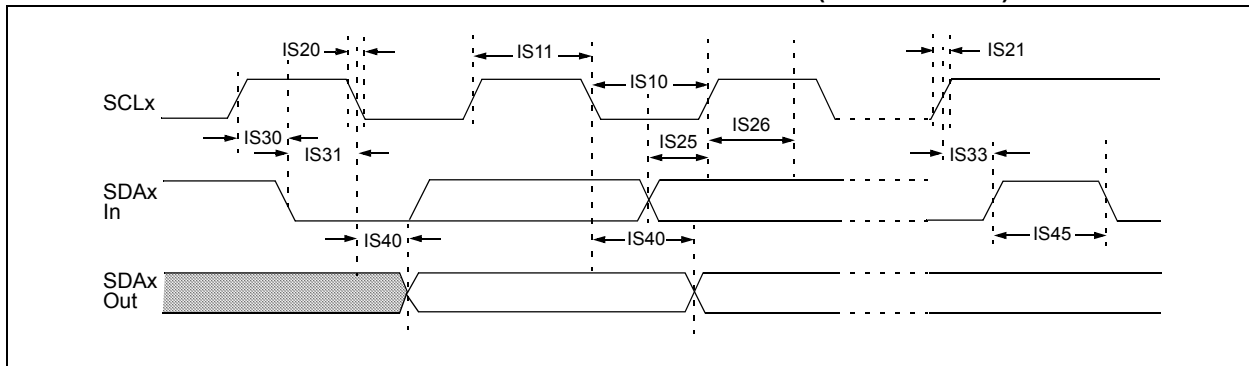 IS20
IS11
IS21
IS10
SCLx
IS30
IS26
IS25
IS31
IS33
SDAx
In
IS40
IS40
IS45
SDAx
Out